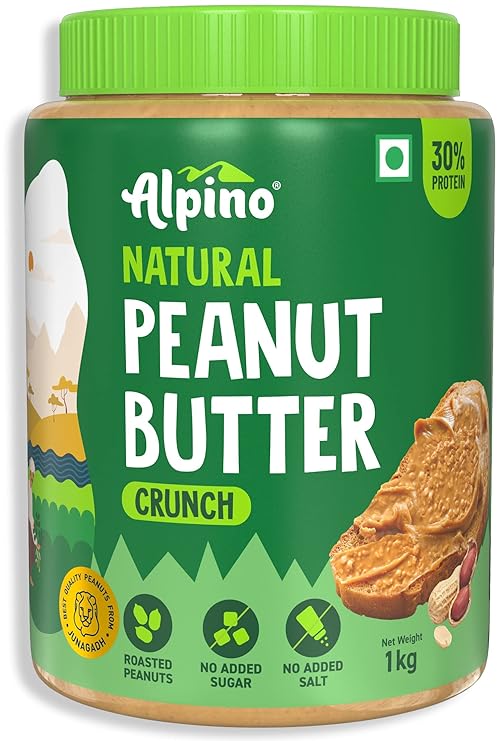 Alpino®
30%
PROTEIN
NATURAL
PEANUT
BUTTER
CRUNCH
BEST QUALITY PEANUTS FROM
JUNAGADH
ROASTED
PEANUTS
NO ADDED
SUGAR
NO ADDED
SALT
Net Weight
1kg